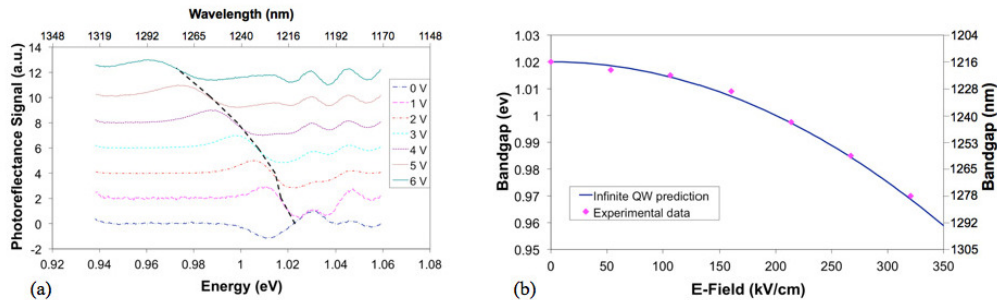 Wavelength (nm)
1348 1319 1292 1265 1240 1216 1192 1170 1148
Photoreflectance Signal (a.u.)
14
12
10
8
6
4
2
0
-2
0 V
1 V
2 V
3 V
4 V
5 V
6 V
0.92 0.94 0.96 0.98 1 1.02 1.04 1.06 1.08
(a)
Energy (eV)
Bandgap (ev)
1.03
1.02
1.01
1
0.99
0.98
0.97
0.96
0.95
Infinite QW prediction
Experimental data
1204
1216
1228
1240
1253
1265
1278
1292
1305
Bandgap (nm)
0 50 100 150 200 250 300 350
(b)
E-Field (kV/cm)